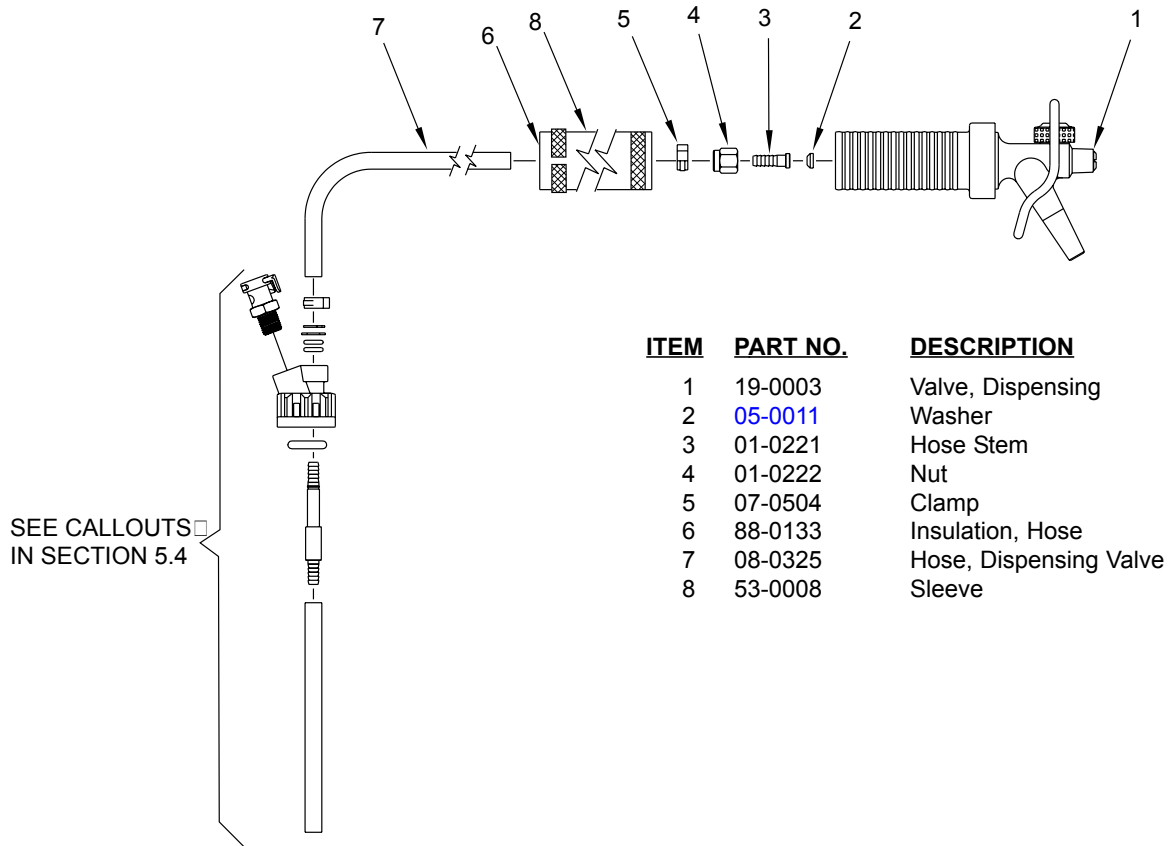 7
6
8
5
4
3
2
1
ITEM PART NO. DESCRIPTION
1 19-0003 Valve, Dispensing
2 05-0011 Washer
3 01-0221 Hose Stem
4 01-0222 Nut
5 07-0504 Clamp
6 88-0133 Insulation, Hose
7 08-0325 Hose, Dispensing Valve
8 53-0008 Sleeve
SEE CALLOUTS□
IN SECTION 5.4